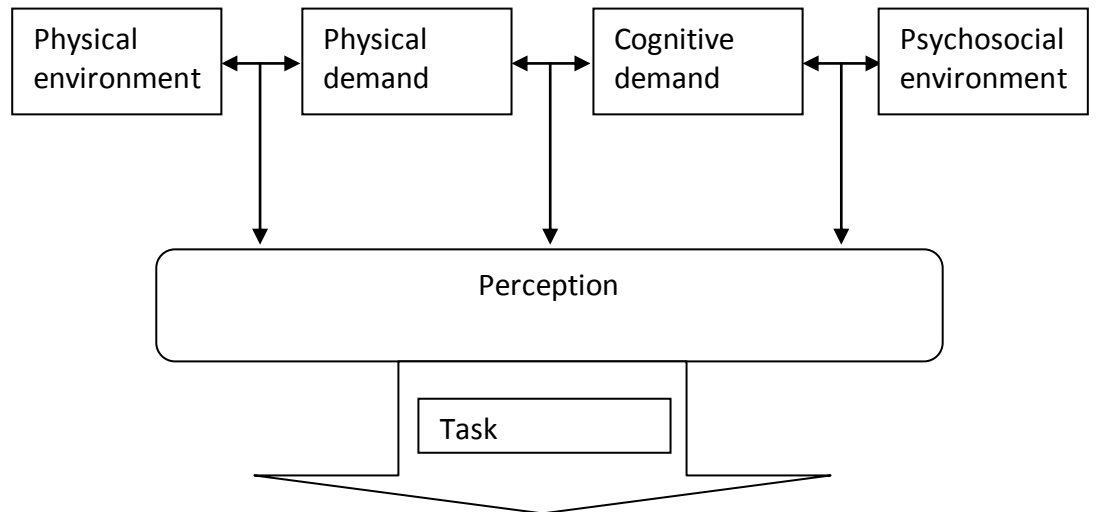 Physical
environment
Physical
demand
Cognitive
demand
Psychosocial
environment
Perception
Task